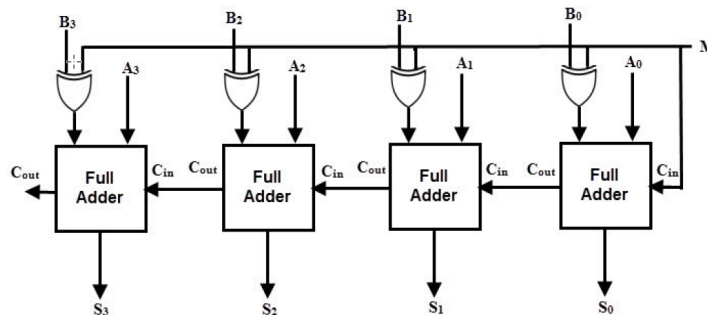 B3 B2 B1 B0
M
A3 A2 A1 A0
Cout Full Adder Cin Cout Full Adder Cin Cout Full Adder Cin Cout Full Adder Cin
S3 S2 S1 S0